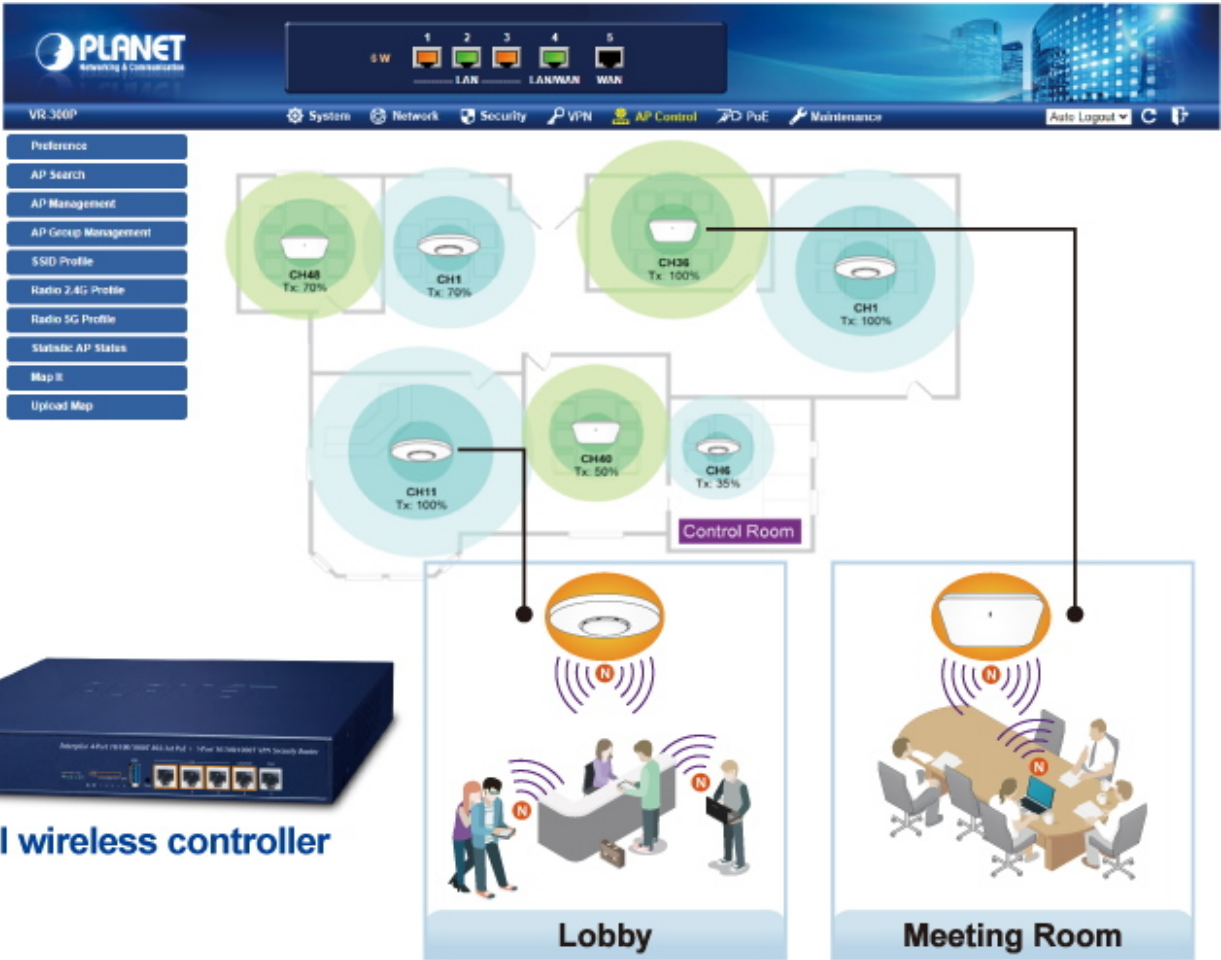 PLANET
Networking & Communication
1 2 3 4 5
0 W
LAN LAN/WAN WAN
VR-300P
System Network Security VPN AP Control PoE Maintenance
Auto Logout
Preference
AP Search
AP Management
AP Group Management
SSID Profile
Radio 2.4G Profile
Radio 5G Profile
Statistic AP Status
Map It
Upload Map
CH48
Tx: 70%
CH1
Tx: 70%
CH36
Tx: 100%
CH1
Tx: 100%
CH11
Tx: 100%
CH40
Tx: 50%
CH6
Tx: 35%
Control Room
N
N
N
N
N
l wireless controller
Lobby
Meeting Room